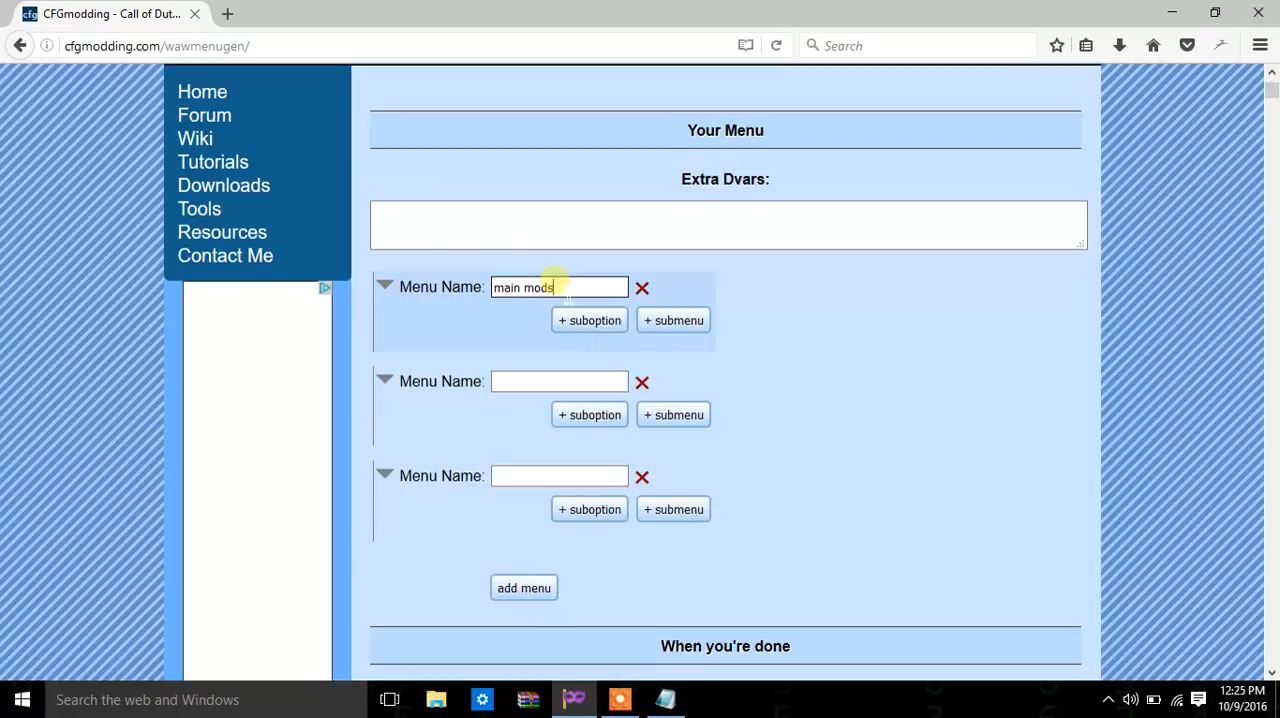 CFGmodding - Call of Dut...
cfgmodding.com/wawmenugen/
Search
Home
Forum
Wiki
Tutorials
Downloads
Tools
Resources
Contact Me
Your Menu
Extra Dvars:
Menu Name: main mods
+ suboption + submenu
Menu Name:
+ suboption + submenu
Menu Name:
+ suboption + submenu
add menu
When you're done
Search the web and Windows
12:25 PM
10/9/2016